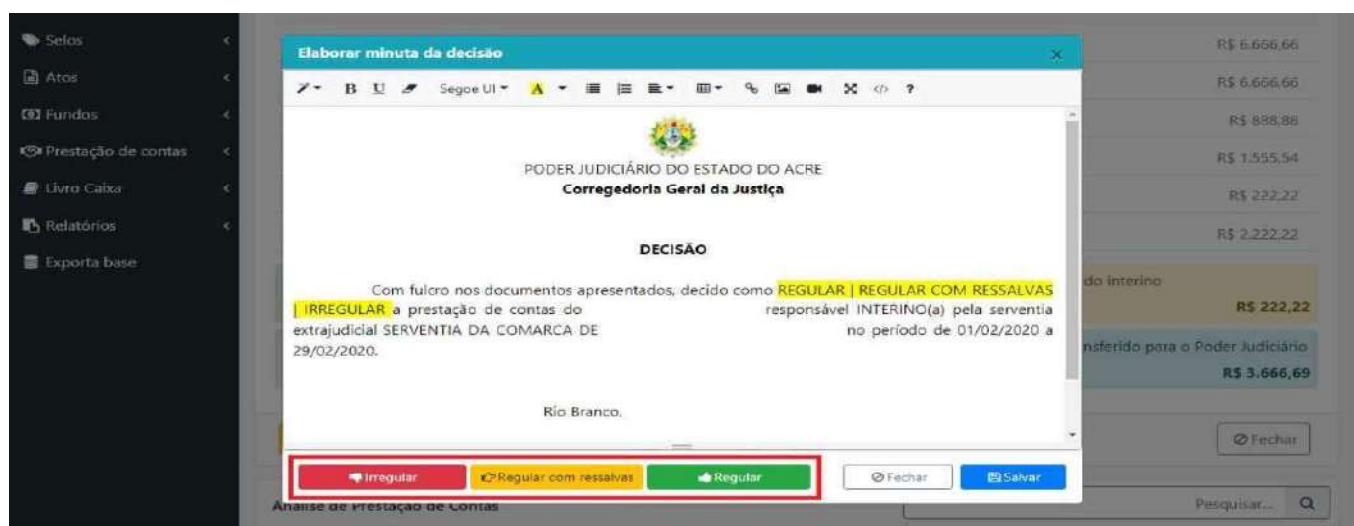 Selos
Atos
Fundos
Prestação de contas
Livro Caixa
Relatórios
Exporta base
R$ 6.666,66
R$ 6.666,66
R$ 888,88
R$ 1.555,54
R$ 222,22
R$ 2.222,22
do interino
R$ 222,22
nsferido para o Poder Judiciário
R$ 3.666,69
Fechar
Elaborar minuta da decisão
B U Segoe UI A ?
PODER JUDICIÁRIO DO ESTADO DO ACRE
Corregedoria Geral da Justiça
DECISÃO
Com fulcro nos documentos apresentados, decido como REGULAR | REGULAR COM RESSALVAS
| IRREGULAR a prestação de contas do responsável INTERINO(a) pela serventia
extrajudicial SERVENTIA DA COMARCA DE no período de 01/02/2020 a
29/02/2020.
Rio Branco.
Irregular Regular com ressalvas Regular Fechar Salvar
Análise de Prestação de Contas
Pesquisar...